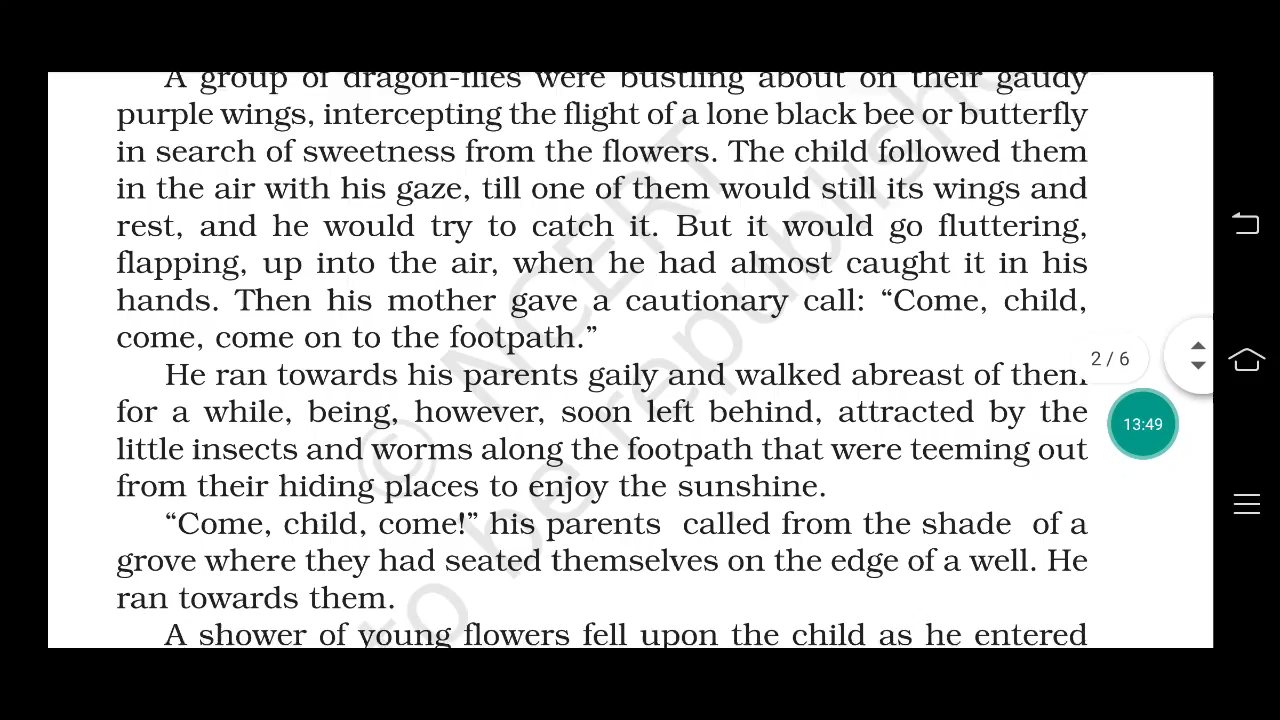 A group of dragon-flies were bustling about on their gaudy
purple wings, intercepting the flight of a lone black bee or butterfly
in search of sweetness from the flowers. The child followed them
in the air with his gaze, till one of them would still its wings and
rest, and he would try to catch it. But it would go fluttering,
flapping, up into the air, when he had almost caught it in his
hands. Then his mother gave a cautionary call: “Come, child,
come, come on to the footpath.”
He ran towards his parents gaily and walked abreast of them
for a while, being, however, soon left behind, attracted by the
little insects and worms along the footpath that were teeming out
from their hiding places to enjoy the sunshine.
“Come, child, come!” his parents called from the shade of a
grove where they had seated themselves on the edge of a well. He
ran towards them.
A shower of young flowers fell upon the child as he entered
2 / 6
13:49
© NCERT
to be republish